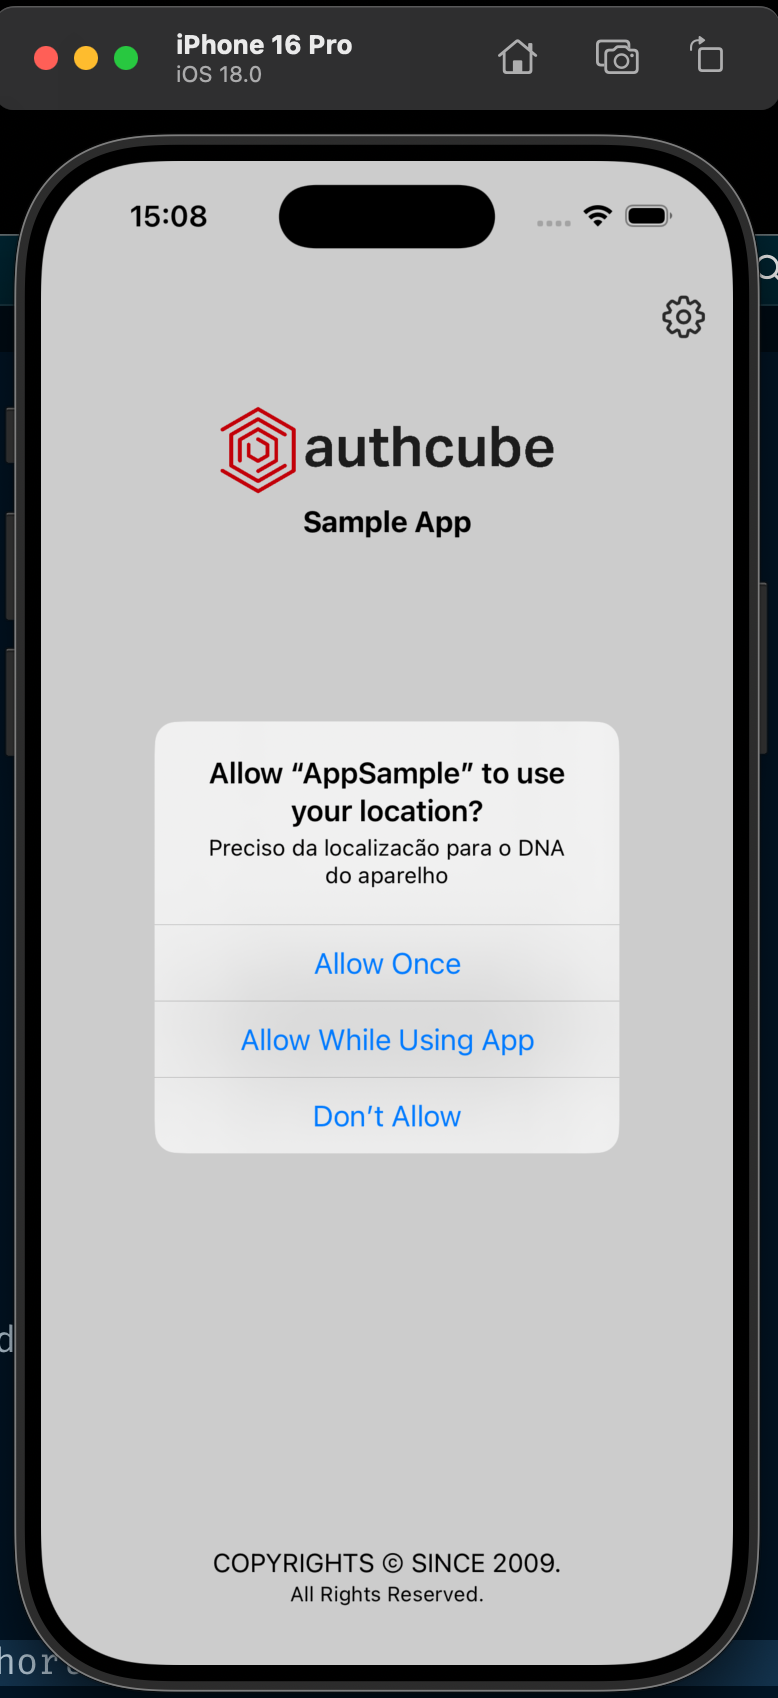 iPhone 16 Pro
iOS 18.0
15:08
authcube
Sample App
Allow “AppSample” to use
your location?
Preciso da localizacão para o DNA
do aparelho
Allow Once
Allow While Using App
Don’t Allow
COPYRIGHTS © SINCE 2009.
All Rights Reserved.